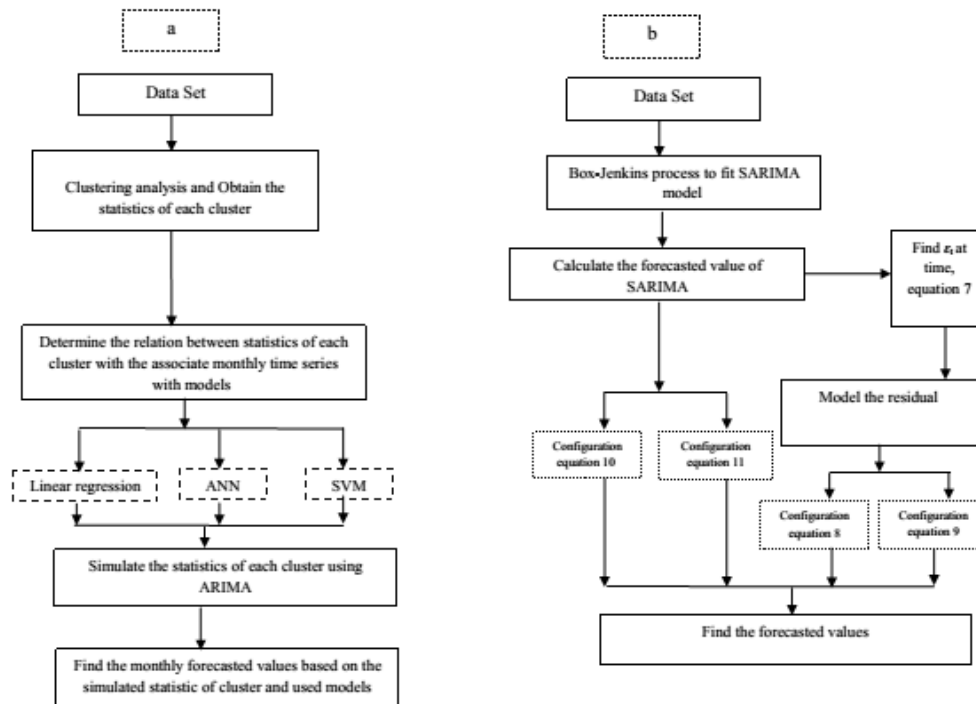 a
Data Set
Clustering analysis and Obtain the
statistics of each cluster
Determine the relation between statistics of each
cluster with the associate monthly time series
with models
Linear regression
ANN
SVM
Simulate the statistics of each cluster using
ARIMA
Find the monthly forecasted values based on the
simulated statistic of cluster and used models
b
Data Set
Box-Jenkins process to fit SARIMA
model
Calculate the forecasted value of
SARIMA
Find εt at
time,
equation 7
Model the residual
Configuration
equation 10
Configuration
equation 11
Configuration
equation 8
Configuration
equation 9
Find the forecasted values